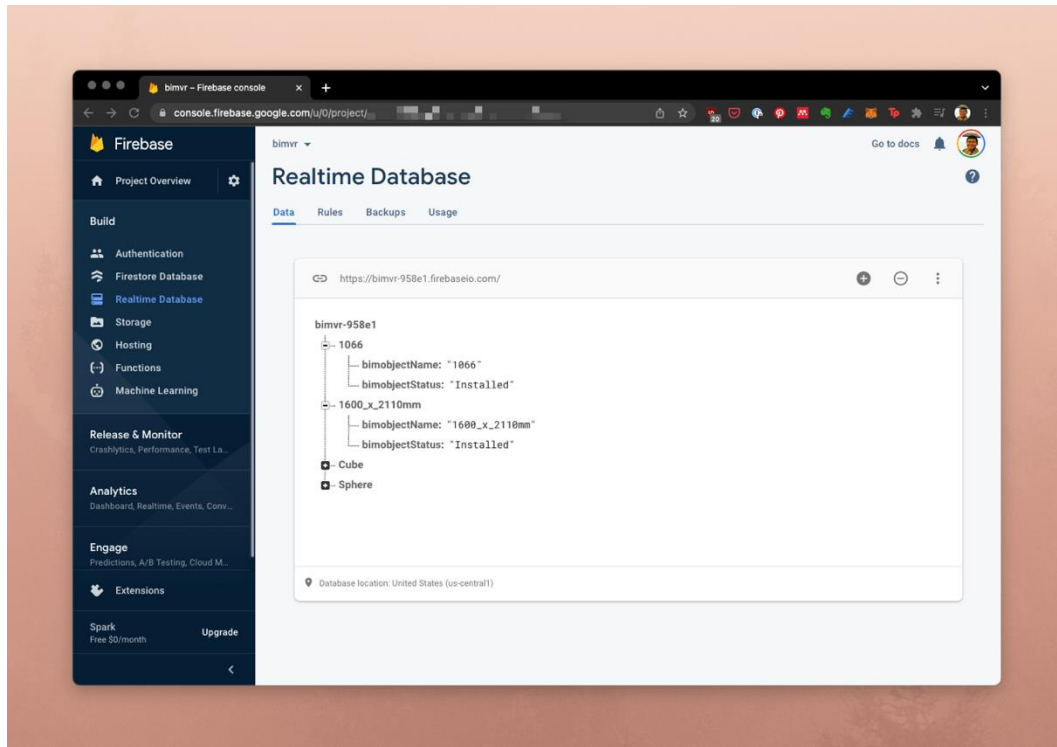 bimvr – Firebase console
console.firebase.google.com/u/0/project/
20
Firebase
Project Overview
Build
Authentication
Firestore Database
Realtime Database
Storage
Hosting
Functions
Machine Learning
Release & Monitor
Crashlytics, Performance, Test La...
Analytics
Dashboard, Realtime, Events, Conv...
Engage
Predictions, A/B Testing, Cloud M...
Extensions
Spark
Free $0/month
Upgrade
bimvr
Go to docs
Realtime Database
Data Rules Backups Usage
https://bimvr-958e1.firebaseio.com/
bimvr-958e1
1066
bimobjectName: "1066"
bimobjectStatus: "Installed"
1600_x_2110mm
bimobjectName: "1600_x_2110mm"
bimobjectStatus: "Installed"
Cube
Sphere
Database location: United States (us-central1)